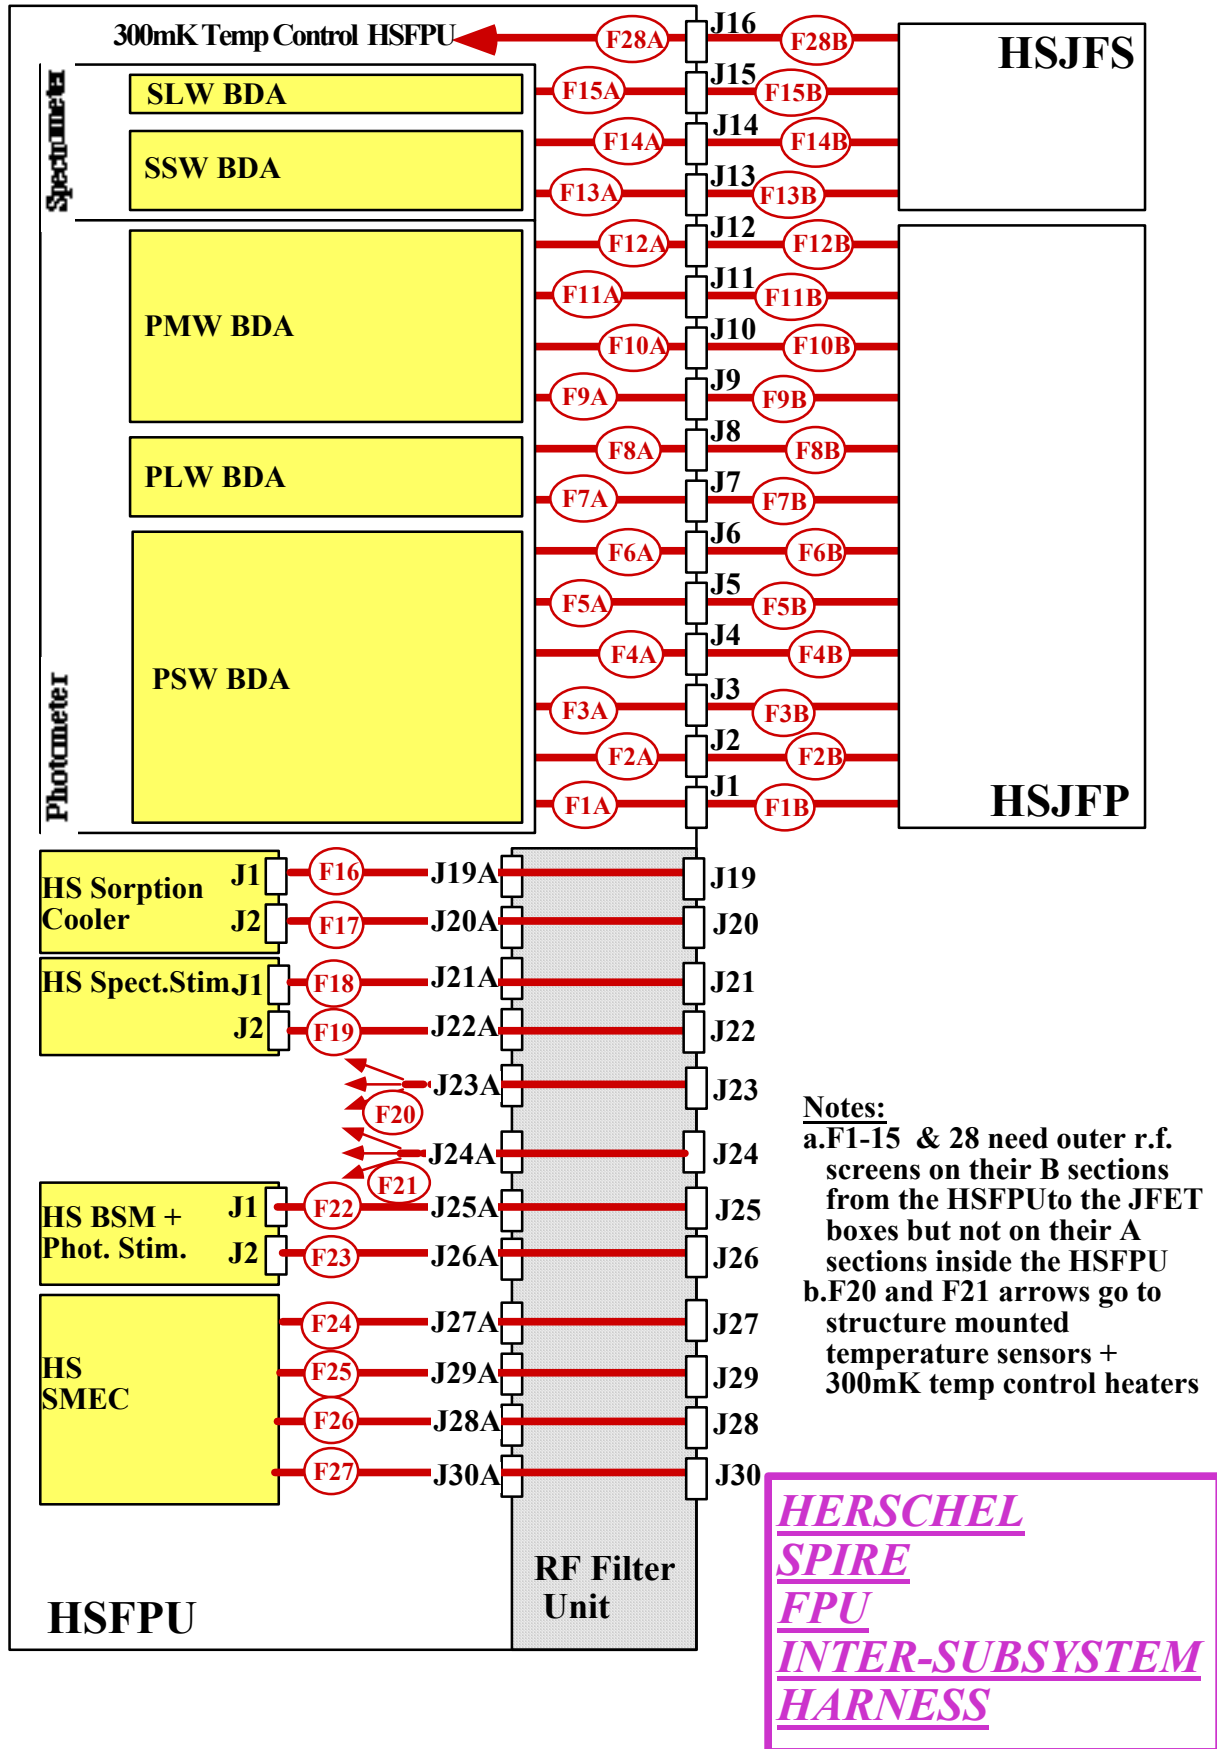 300mK Temp Control HSFPU
F28A
J16
F28B
HSJFS
Spectrometer
SLW BDA
F15A
J15
F15B
SSW BDA
F14A
J14
F14B
F13A
J13
F13B
Photometer
PMW BDA
F12A
J12
F12B
F11A
J11
F11B
F10A
J10
F10B
F9A
J9
F9B
PLW BDA
F8A
J8
F8B
F7A
J7
F7B
PSW BDA
F6A
J6
F6B
F5A
J5
F5B
F4A
J4
F4B
F3A
J3
F3B
F2A
J2
F2B
F1A
J1
F1B
HSJFP
HS Sorption
Cooler
J1
F16
J19A
J19
J2
F17
J20A
J20
HS Spect.Stim.
J1
F18
J21A
J21
J2
F19
J22A
J22
J23A
J23
F20
J24A
J24
F21
HS BSM +
Phot. Stim.
J1
F22
J25A
J25
J2
F23
J26A
J26
HS
SMEC
F24
J27A
J27
F25
J29A
J29
F26
J28A
J28
F27
J30A
J30
RF Filter
Unit
HSFPU
Notes:
a.F1-15 & 28 need outer r.f.
screens on their B sections
from the HSFPUto the JFET
boxes but not on their A
sections inside the HSFPU
b.F20 and F21 arrows go to
structure mounted
temperature sensors +
300mK temp control heaters
HERSCHEL
SPIRE
FPU
INTER-SUBSYSTEM
HARNESS